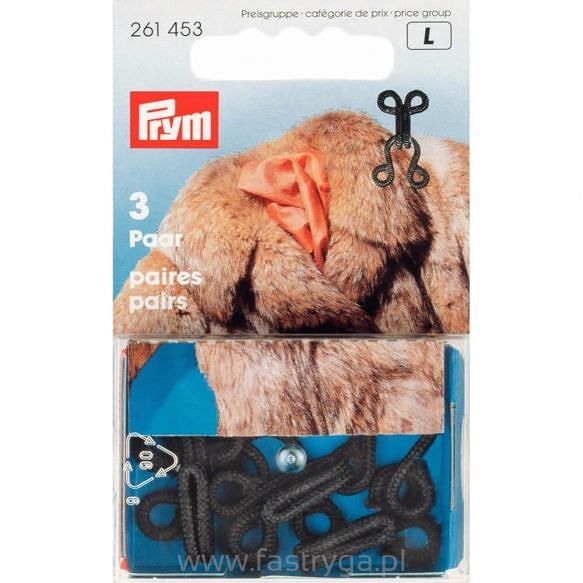 Preisgruppe - catégorie de prix - price group
261 453
L
Prym
3
Paar
paires
pairs
www.fastryga.pl